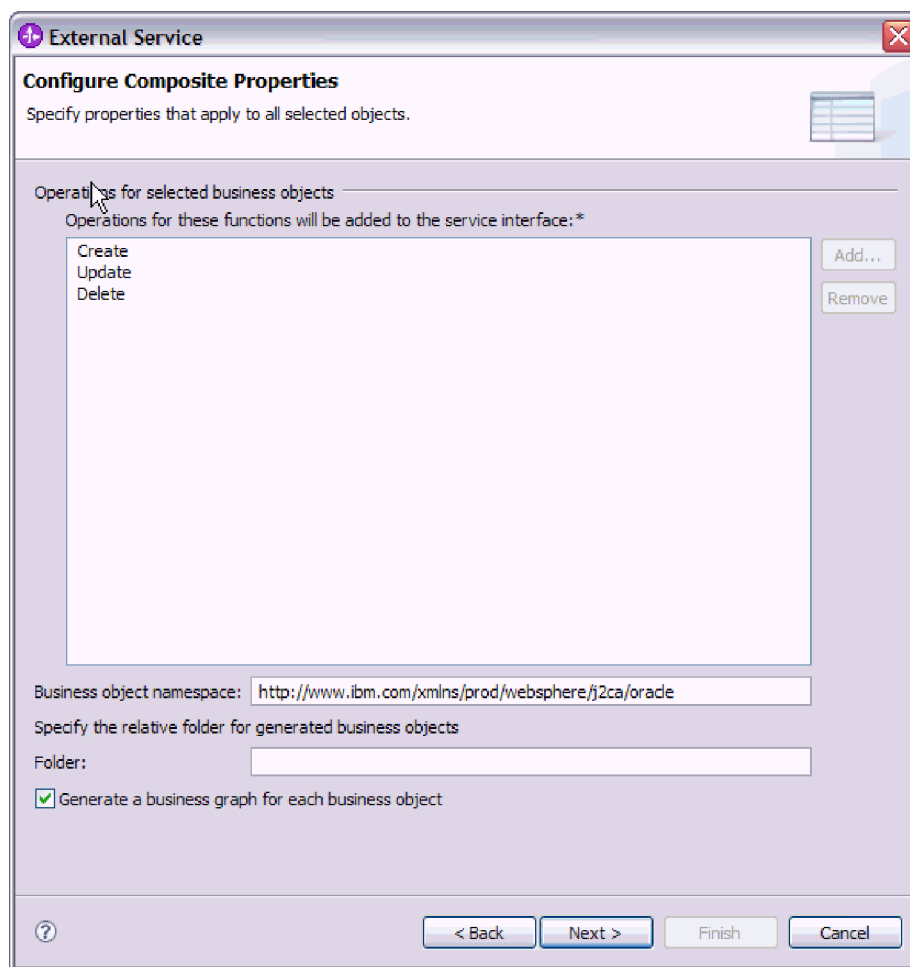 External Service
Configure Composite Properties
Specify properties that apply to all selected objects.
Operations for selected business objects
Operations for these functions will be added to the service interface:*
Create
Update
Delete
Add...
Remove
Business object namespace: http://www.ibm.com/xmlns/prod/websphere/j2ca/oracle
Specify the relative folder for generated business objects
Folder:
Generate a business graph for each business object
? < Back Next > Finish Cancel